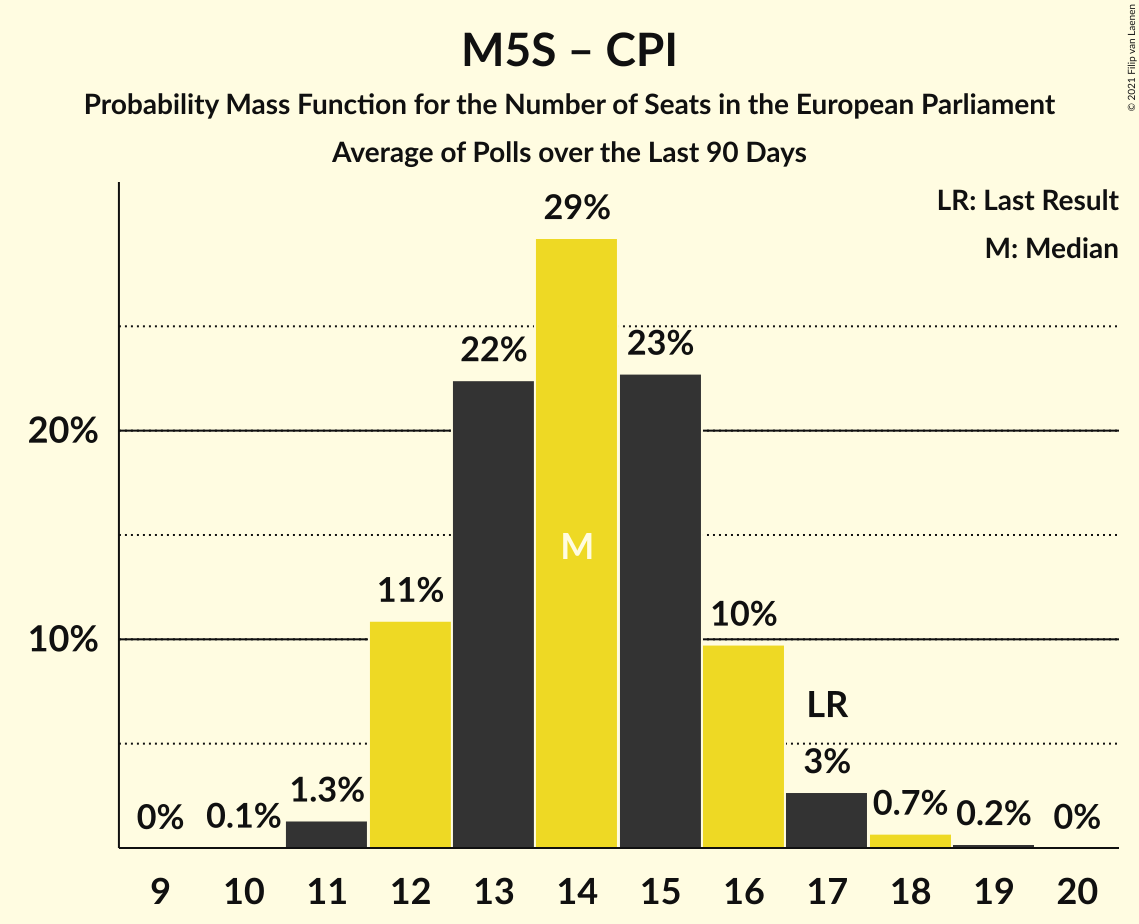 M5S – CPI
Probability Mass Function for the Number of Seats in the European Parliament
Average of Polls over the Last 90 Days
© 2021 Filip van Laenen
LR: Last Result
M: Median
29%
22%
23%
20%
M
11%
10%
10%
LR
3%
0%
0.1%
1.3%
0.7%
0.2%
0%
9 10 11 12 13 14 15 16 17 18 19 20